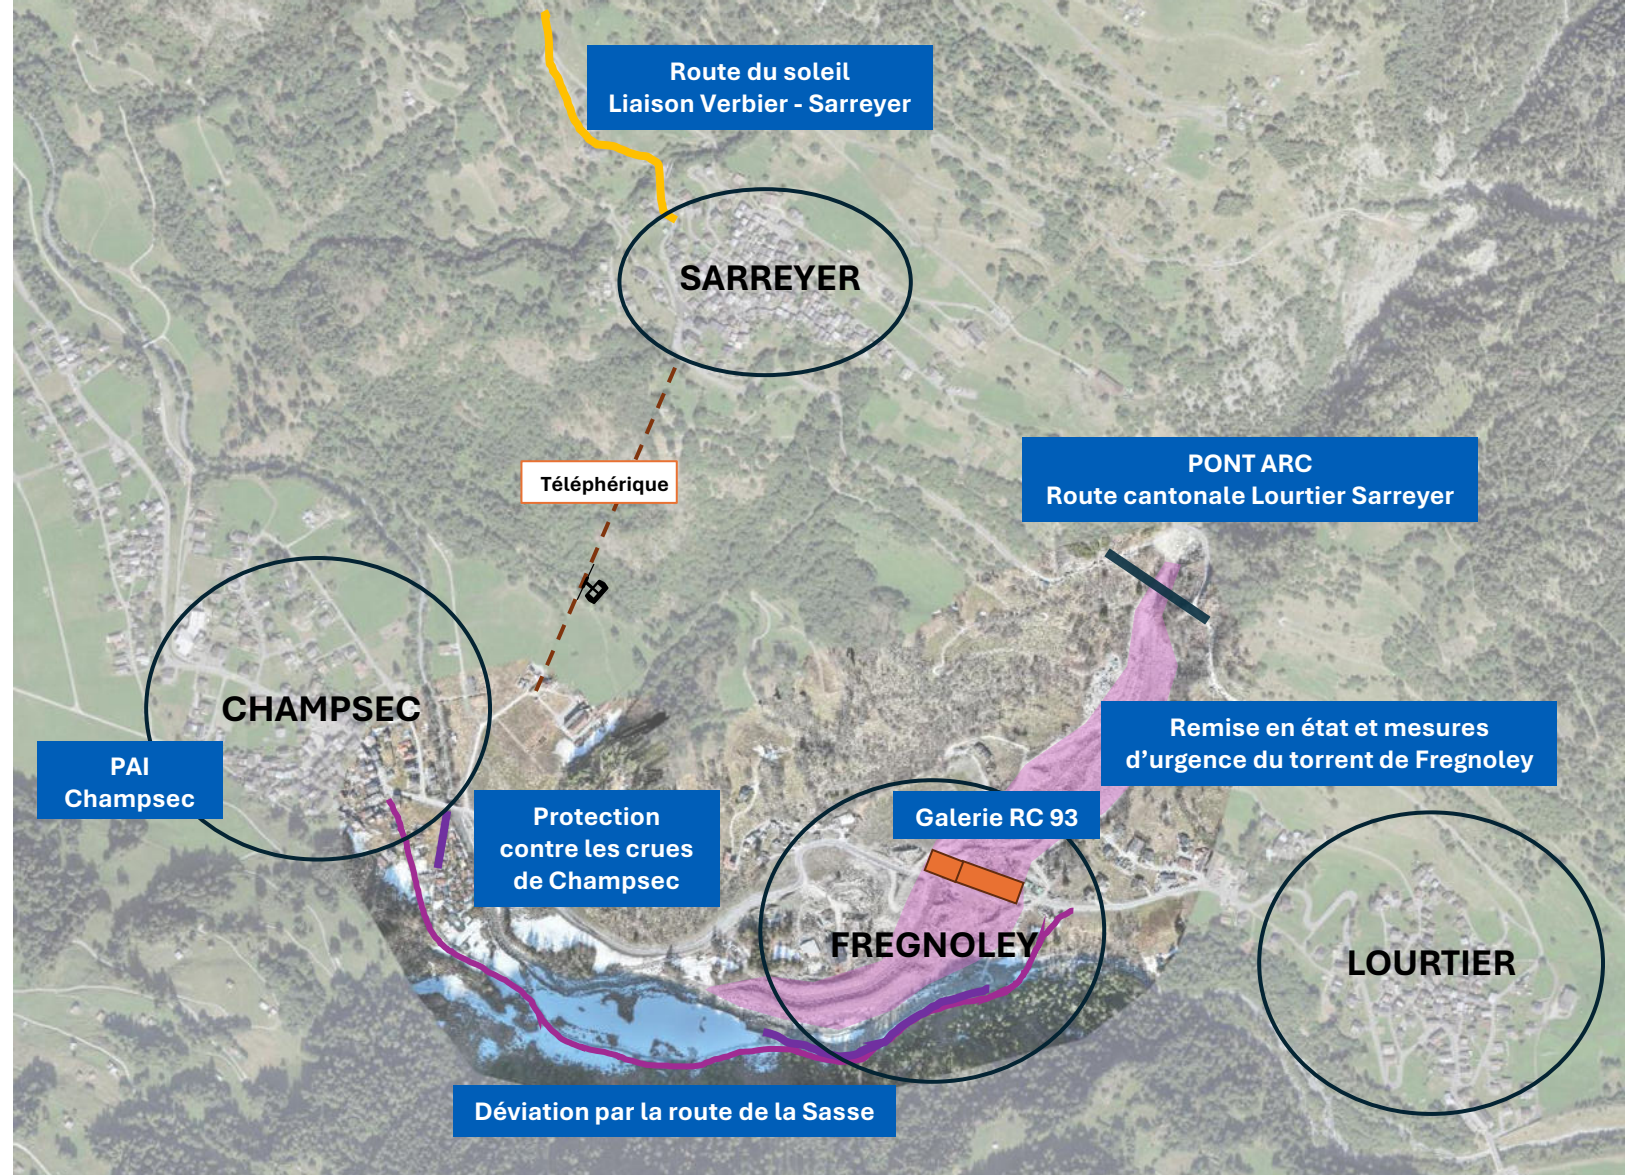 Route du soleil
Liaison Verbier - Sarreyer
SARREYER
Téléphérique
PONT ARC
Route cantonale Lourtier Sarreyer
CHAMPSEC
PAI
Champsec
Remise en état et mesures
d’urgence du torrent de Fregnoley
Protection
contre les crues
de Champsec
Galerie RC 93
FREGNOLEY
LOURTIER
Déviation par la route de la Sasse